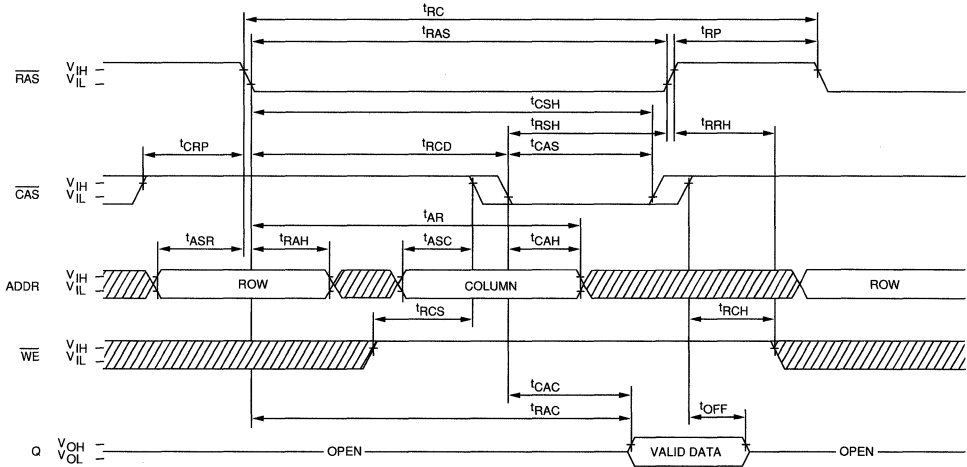 tRC
tRAS tRP
RAS VIH VIL
tCSH
tRSH tRRH
tCRP tRCD tCAS
CAS VIH VIL
tAR
tASR tRAH tASC tCAH
ADDR VIH VIL ROW COLUMN ROW
tRCS tRCH
WE VIH VIL
tCAC
tRAC tOFF
Q VOH VOL OPEN VALID DATA OPEN